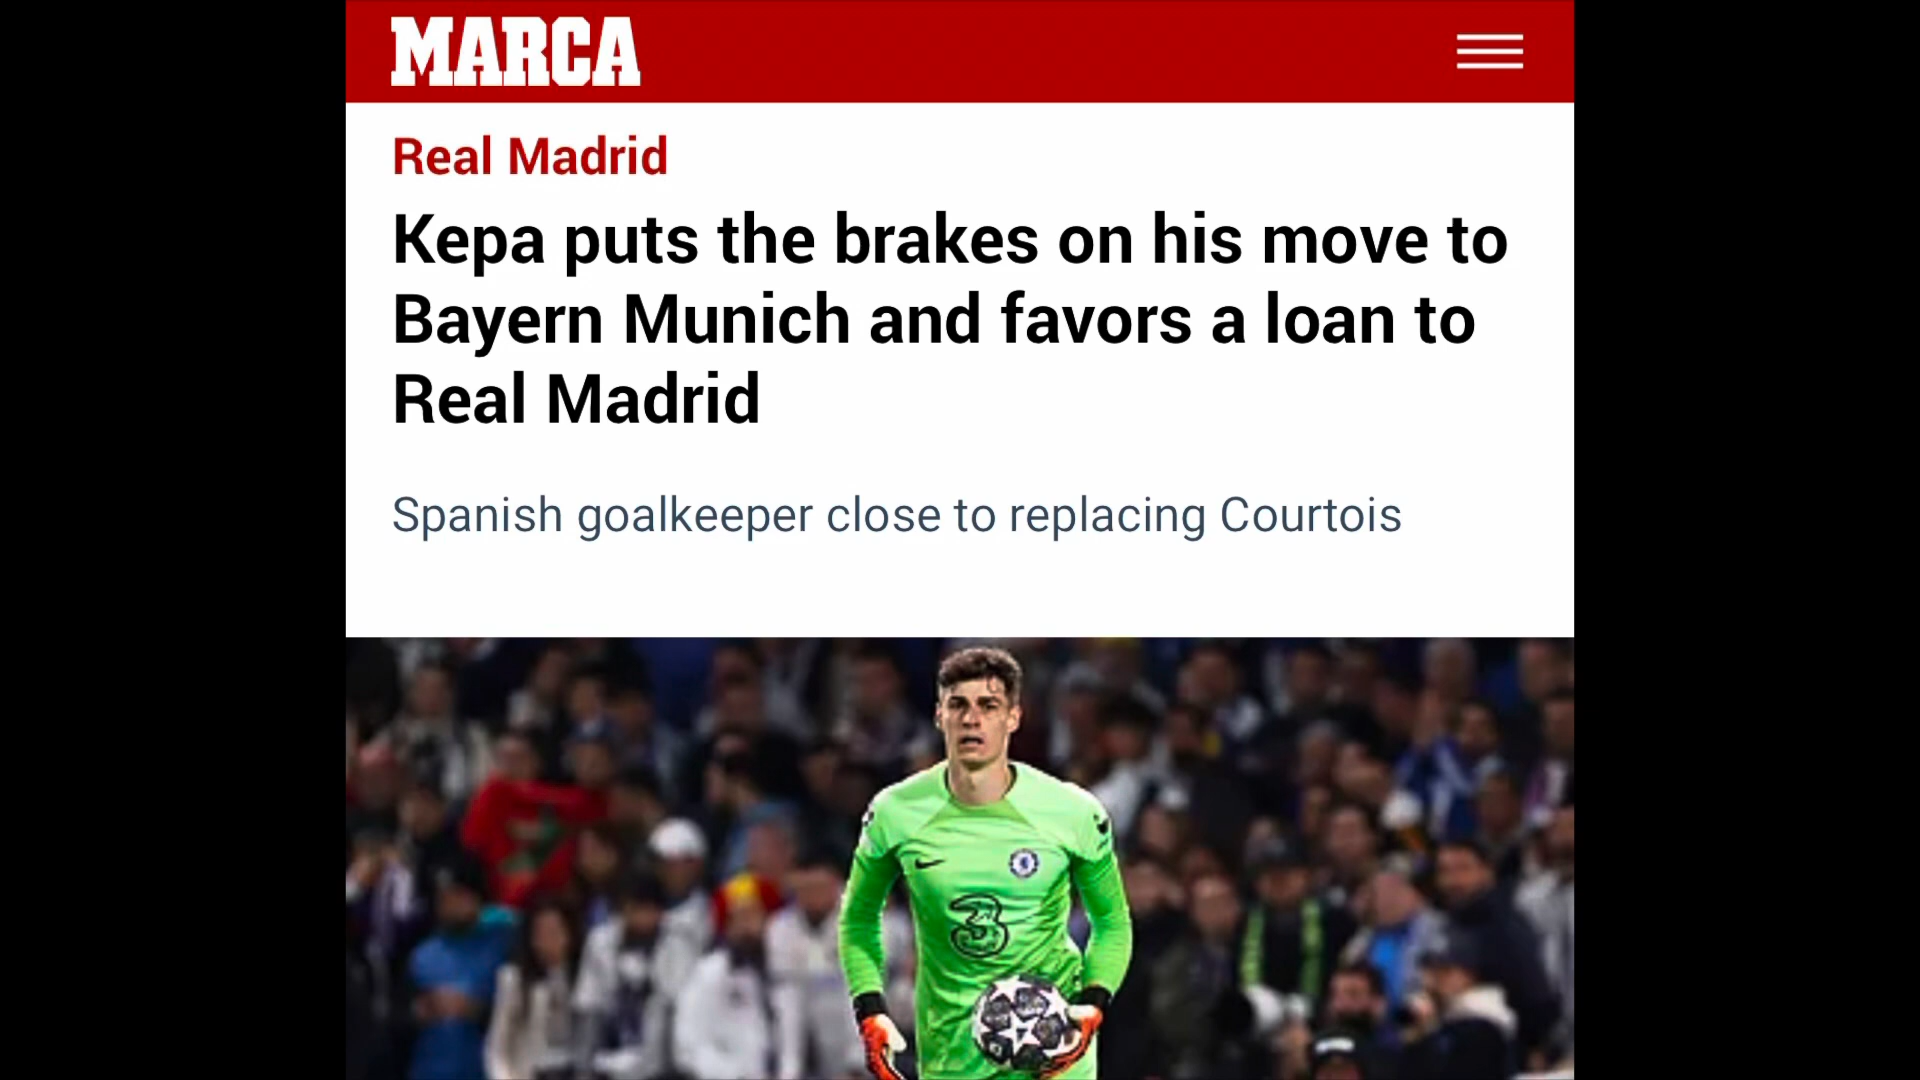 MARCA
Real Madrid
Kepa puts the brakes on his move to
Bayern Munich and favors a loan to
Real Madrid
Spanish goalkeeper close to replacing Courtois
3